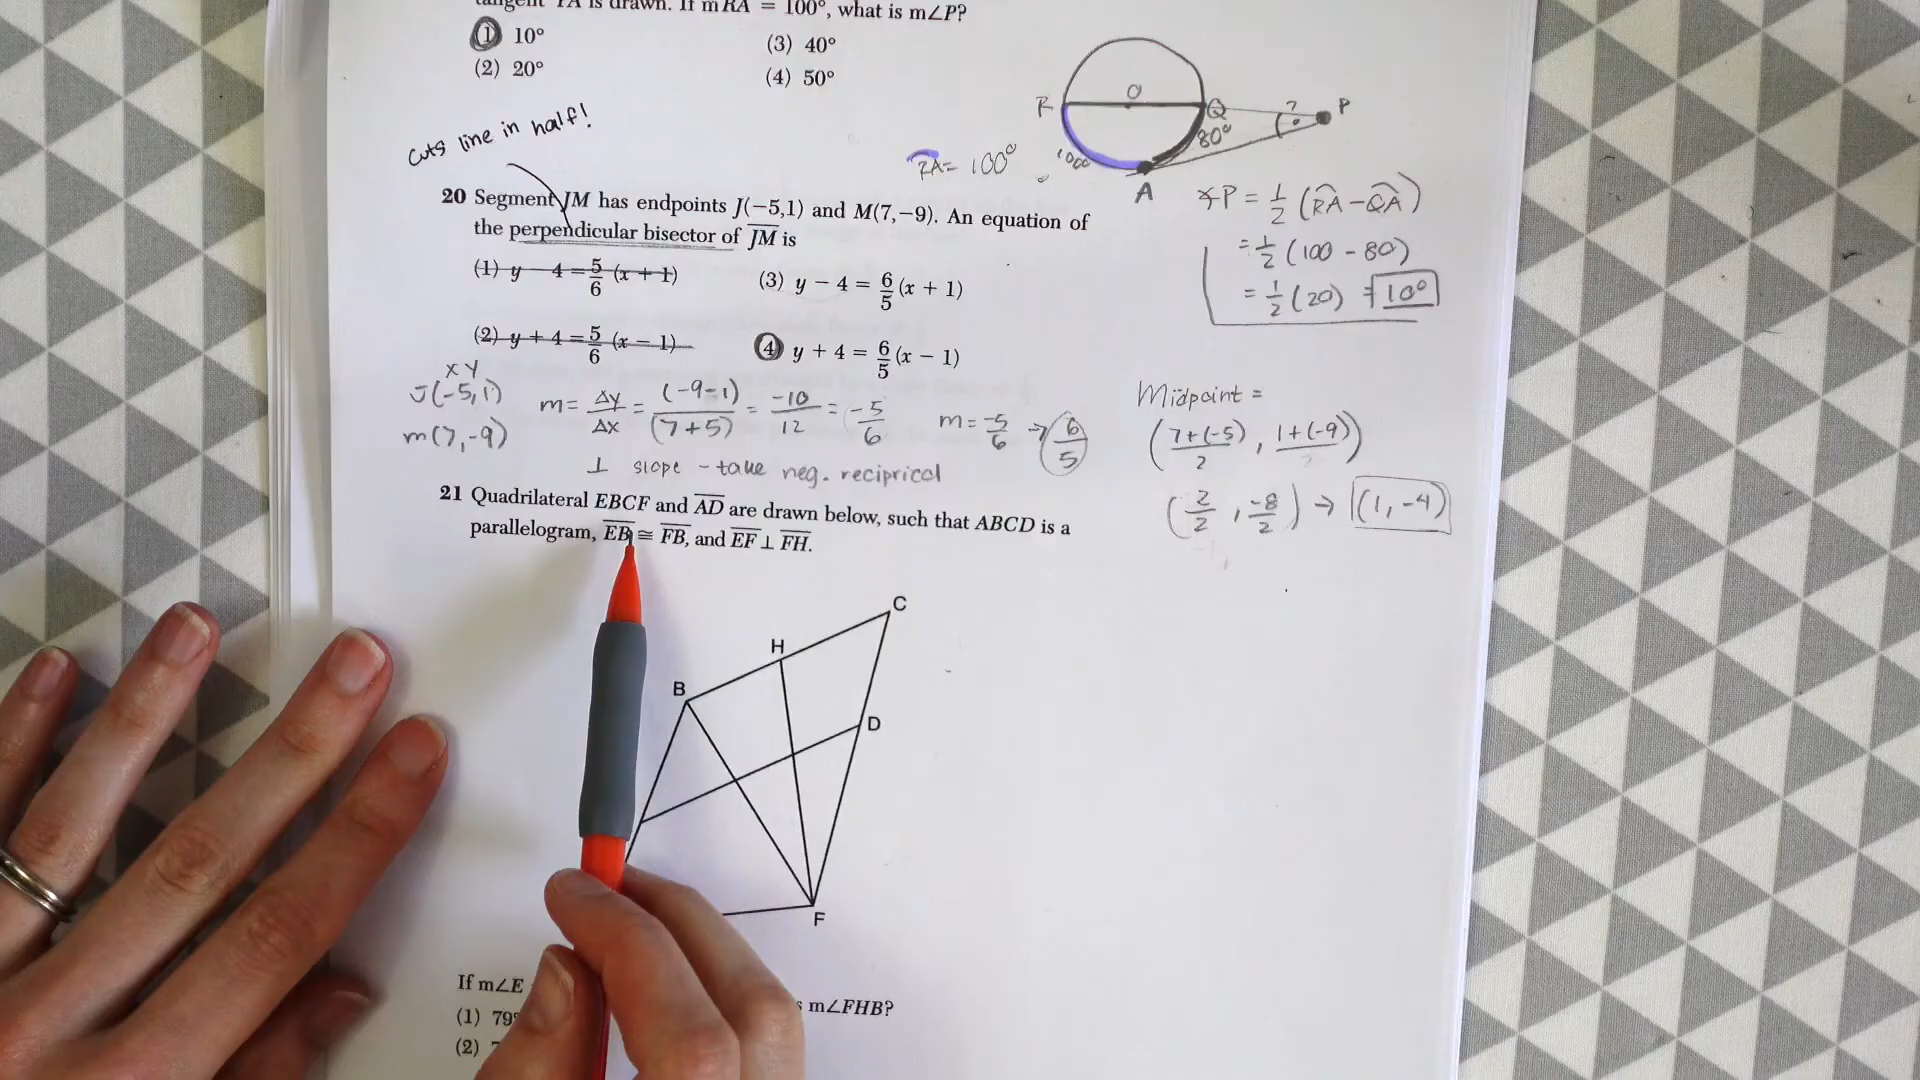 tangent PA is drawn. If mRA = 100°, what is m∠P?
(1) 10°
(3) 40°
(2) 20°
(4) 50°
R
O
Q
?
P
80°
100
A
RA = 100°
∡P = 1/2 (RA - QA)
= 1/2 (100 - 80)
= 1/2 (20) = 10°
Cuts line in half!
20 Segment JM has endpoints J(−5,1) and M(7,−9). An equation of
the perpendicular bisector of JM is
(1) y − 4 = 5/6 (x + 1)
(3) y − 4 = 6/5 (x + 1)
(2) y + 4 = 5/6 (x − 1)
(4) y + 4 = 6/5 (x − 1)
x y
J(-5,1)
m(7,-9)
m = Δy/Δx = (-9-1)/(7+5) = -10/12 = -5/6
m = -5/6 → 6/5
⊥ slope - take neg. reciprical
Midpoint =
(7+(-5)/2 , 1+(-9)/2)
(2/2 , -8/2) → (1, -4)
21 Quadrilateral EBCF and AD are drawn below, such that ABCD is a
parallelogram, EB ≅ FB, and EF ⊥ FH.
C
H
B
D
F
If m∠E
m∠FHB?
(1) 79°
(2)